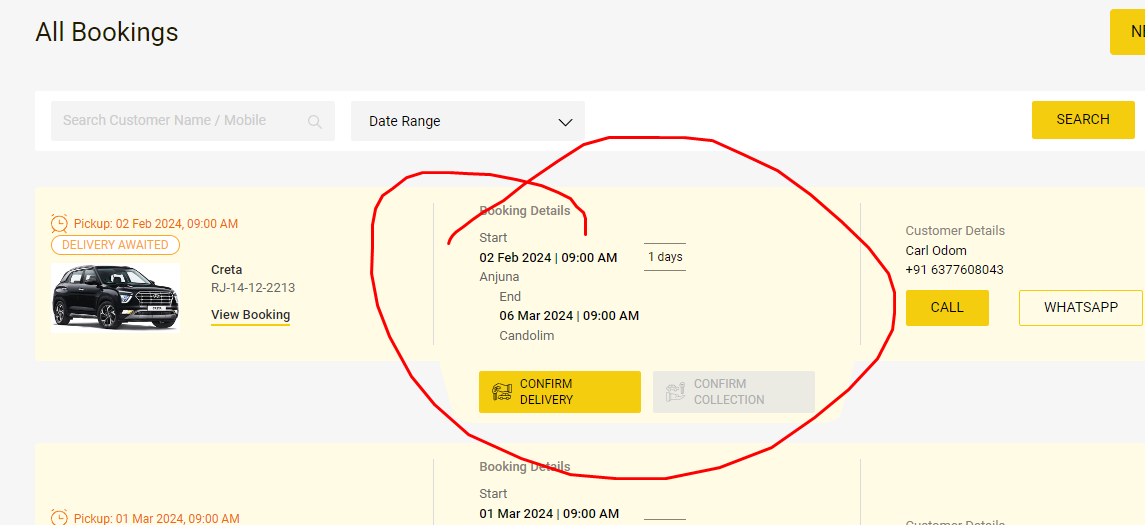 All Bookings
NE
Search Customer Name / Mobile
Date Range
SEARCH
Pickup: 02 Feb 2024, 09:00 AM
DELIVERY AWAITED
Creta
RJ-14-12-2213
View Booking
Booking Details
Start
02 Feb 2024 | 09:00 AM
1 days
Anjuna
End
06 Mar 2024 | 09:00 AM
Candolim
CONFIRM
DELIVERY
CONFIRM
COLLECTION
Customer Details
Carl Odom
+91 6377608043
CALL
WHATSAPP
Pickup: 01 Mar 2024, 09:00 AM
Booking Details
Start
01 Mar 2024 | 09:00 AM
Customer Details